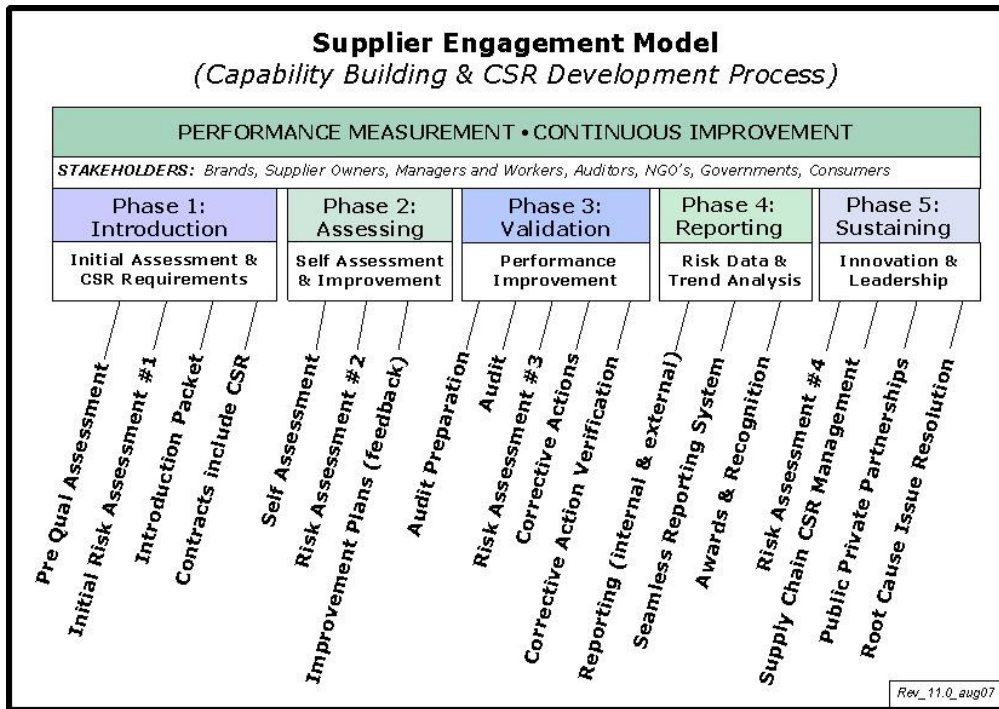 Supplier Engagement Model
(Capability Building & CSR Development Process)
PERFORMANCE MEASUREMENT • CONTINUOUS IMPROVEMENT
STAKEHOLDERS: Brands, Supplier Owners, Managers and Workers, Auditors, NGO's, Governments, Consumers
Phase 1:
Introduction
Initial Assessment &
CSR Requirements
Pre Qual Assessment
Initial Risk Assessment #1
Introduction Packet
Contracts include CSR
Phase 2:
Assessing
Self Assessment
& Improvement
Self Assessment
Risk Assessment #2
Improvement Plans (feedback)
Phase 3:
Validation
Performance
Improvement
Audit Preparation
Audit
Risk Assessment #3
Corrective Actions
Corrective Action Verification
Phase 4:
Reporting
Risk Data &
Trend Analysis
Reporting (internal & external)
Seamless Reporting System
Awards & Recognition
Phase 5:
Sustaining
Innovation &
Leadership
Risk Assessment #4
Supply Chain CSR Management
Public Private Partnerships
Root Cause Issue Resolution
Rev_11.0_aug07